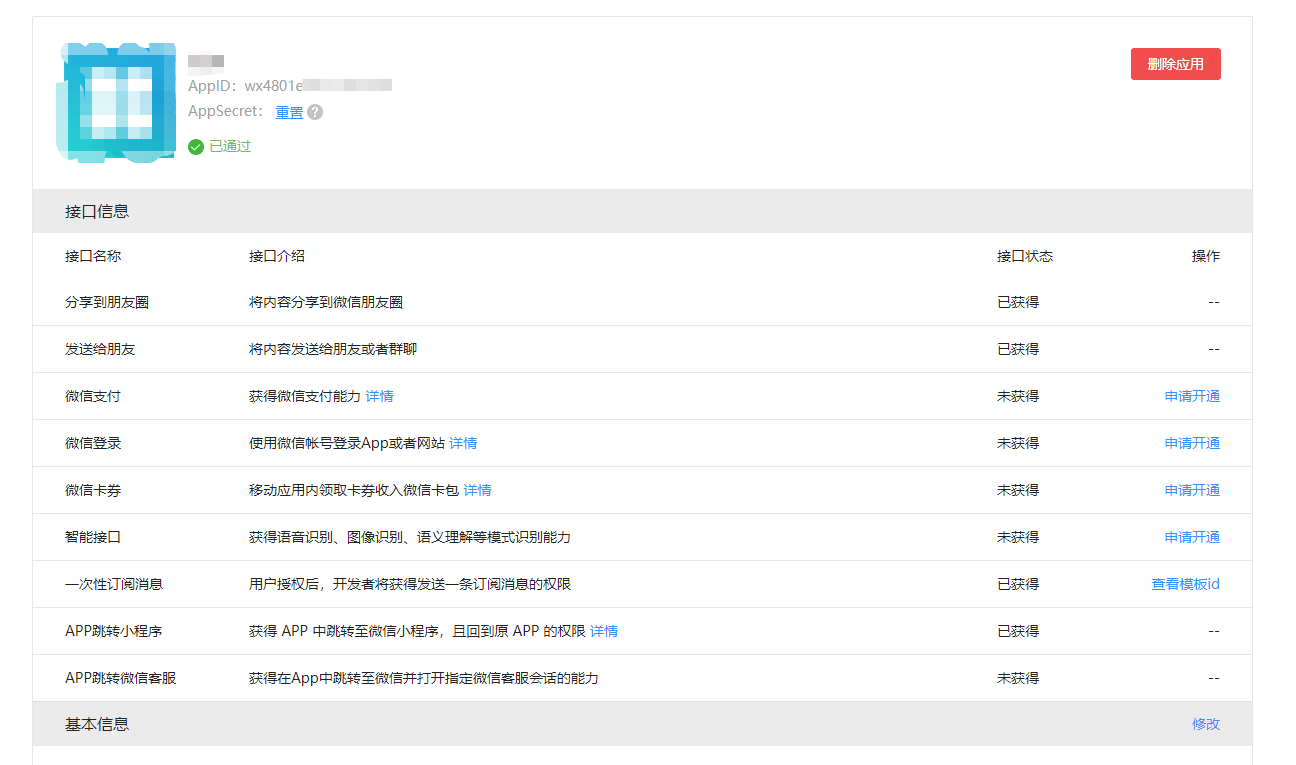 AppID: wx4801e
删除应用
AppSecret: 重置 ?
已通过
接口信息
接口名称 接口介绍 接口状态 操作
分享到朋友圈 将内容分享到微信朋友圈 已获得 --
发送给朋友 将内容发送给朋友或者群聊 已获得 --
微信支付 获得微信支付能力 详情 未获得 申请开通
微信登录 使用微信帐号登录App或者网站 详情 未获得 申请开通
微信卡券 移动应用内领取卡券收入微信卡包 详情 未获得 申请开通
智能接口 获得语音识别、图像识别、语义理解等模式识别能力 未获得 申请开通
一次性订阅消息 用户授权后，开发者将获得发送一条订阅消息的权限 已获得 查看模板id
APP跳转小程序 获得 APP 中跳转至微信小程序，且回到原 APP 的权限 详情 已获得 --
APP跳转微信客服 获得在App中跳转至微信并打开指定微信客服会话的能力 未获得 --
基本信息 修改